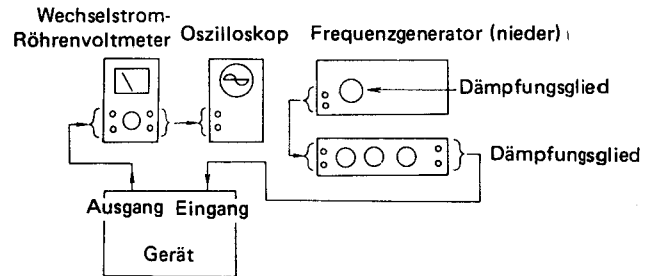 Wechselstrom-
Röhrenvoltmeter
Oszilloskop
Frequenzgenerator (nieder)
Dämpfungsglied
Dämpfungsglied
Ausgang Eingang
Gerät